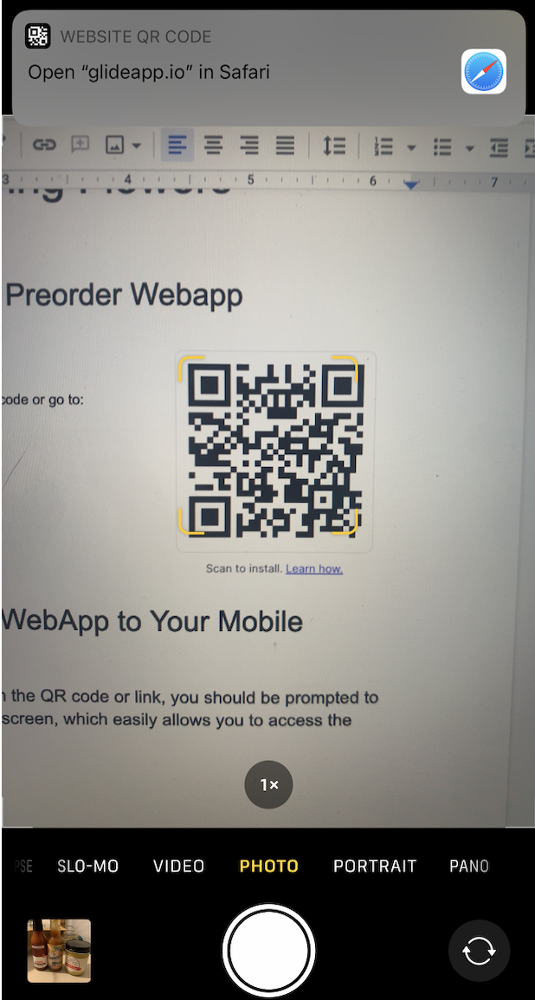 WEBSITE QR CODE
Open “glideapp.io” in Safari
3 4 5 6 7
ing Flowers
Preorder Webapp
code or go to:
Scan to install. Learn how.
WebApp to Your Mobile
the QR code or link, you should be prompted to
screen, which easily allows you to access the
1×
PSE SLO-MO VIDEO PHOTO PORTRAIT PANO